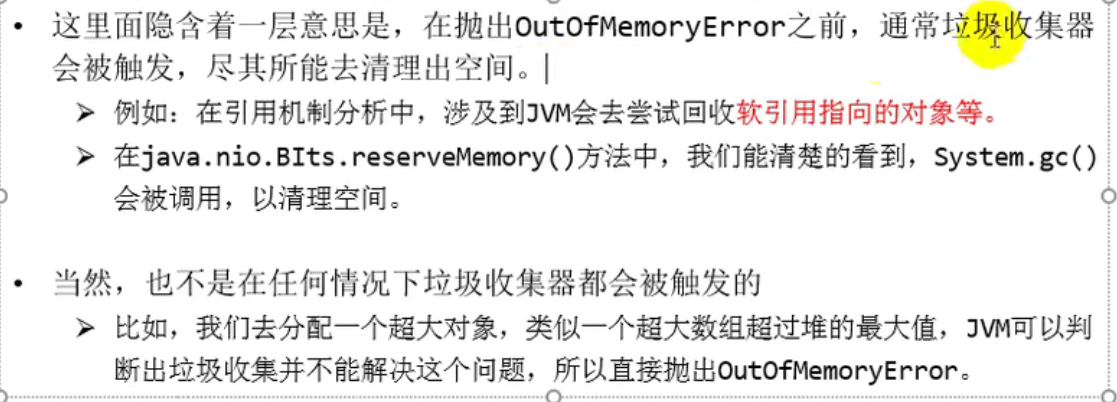 • 这里面隐含着一层意思是，在抛出OutOfMemoryError之前，通常垃圾收集器
会被触发，尽其所能去清理出空间。
➢ 例如：在引用机制分析中，涉及到JVM会去尝试回收软引用指向的对象等。
➢ 在java.nio.BIts.reserveMemory()方法中，我们能清楚的看到，System.gc()
会被调用，以清理空间。
• 当然，也不是在任何情况下垃圾收集器都会被触发的
➢ 比如，我们去分配一个超大对象，类似一个超大数组超过堆的最大值，JVM可以判
断出垃圾收集并不能解决这个问题，所以直接抛出OutOfMemoryError。